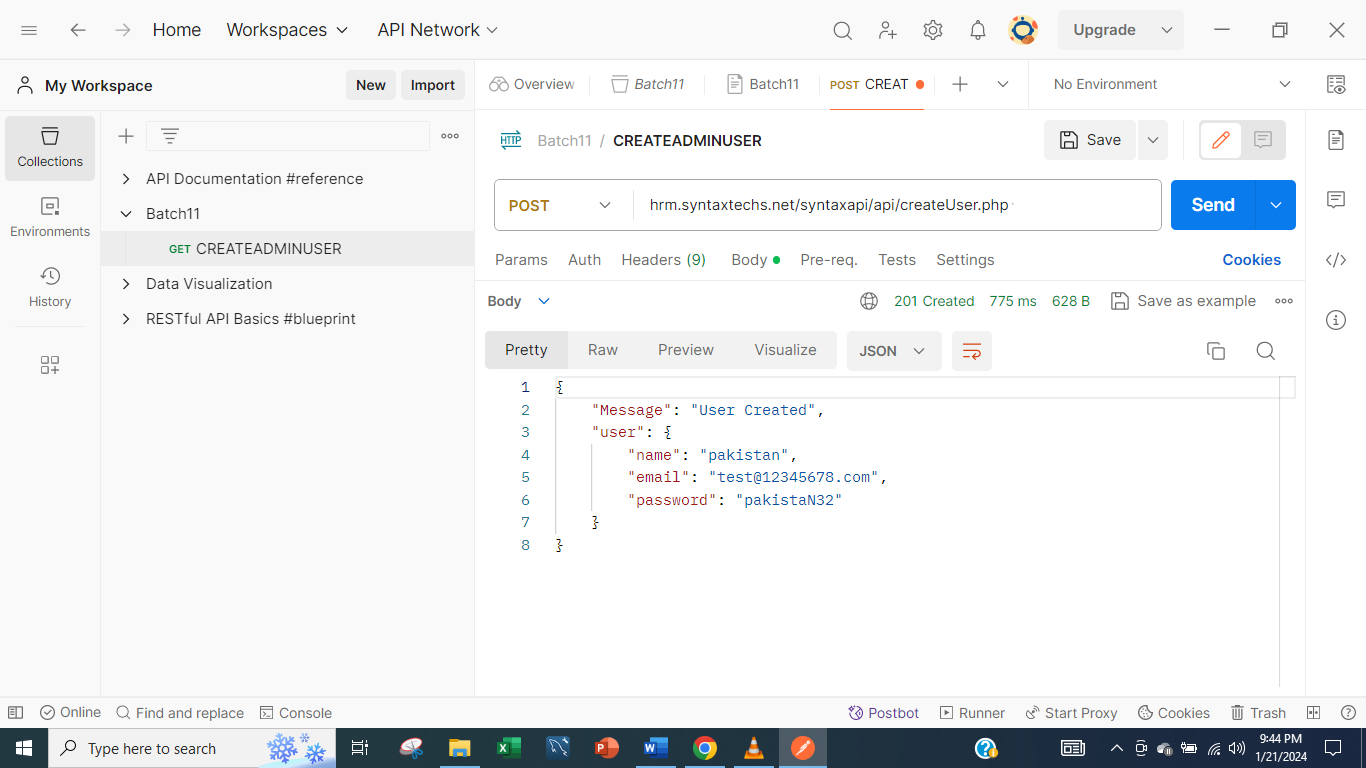 Home Workspaces API Network Upgrade
My Workspace New Import Overview Batch11 Batch11 POST CREAT No Environment
Collections
Environments
History
API Documentation #reference
Batch11
GET CREATEADMINUSER
Data Visualization
RESTful API Basics #blueprint
HTTP Batch11 / CREATEADMINUSER Save
POST hrm.syntaxtechs.net/syntaxapi/api/createUser.php Send
Params Auth Headers (9) Body Pre-req. Tests Settings Cookies
Body 201 Created 775 ms 628 B Save as example
Pretty Raw Preview Visualize JSON
1 {
2 "Message": "User Created",
3 "user": {
4 "name": "pakistan",
5 "email": "test@12345678.com",
6 "password": "pakistaN32"
7 }
8 }
Online Find and replace Console Postbot Runner Start Proxy Cookies Trash
Type here to search
9:44 PM
1/21/2024